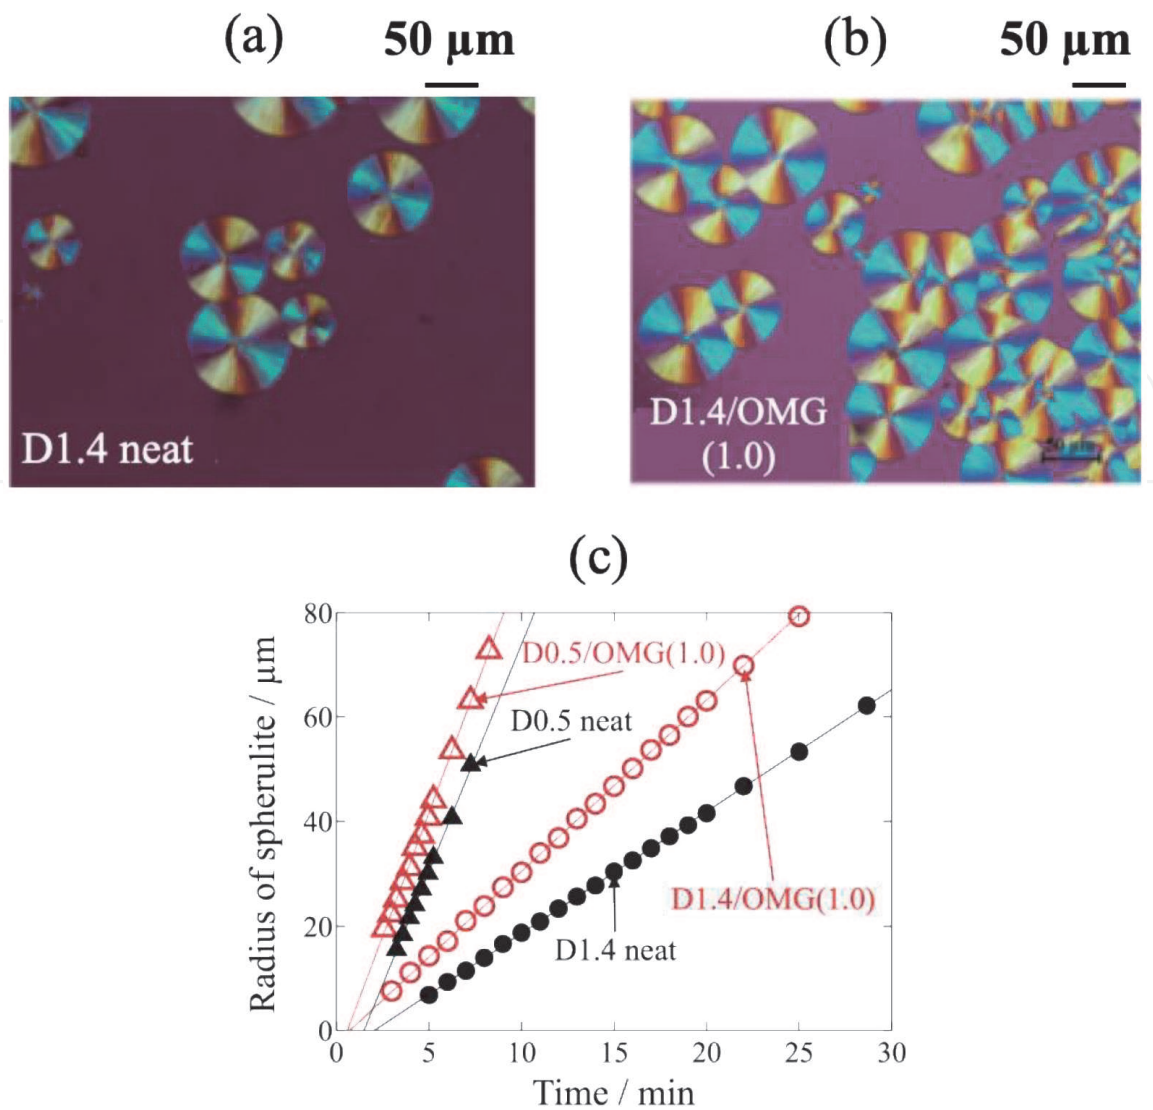 (a) 50 μm
(b) 50 μm
D1.4 neat
D1.4/OMG
(1.0)
50 μm
(c)
Radius of spherulite / μm
80
60
40
20
0
D0.5/OMG(1.0)
D0.5 neat
D1.4/OMG(1.0)
D1.4 neat
0 5 10 15 20 25 30
Time / min